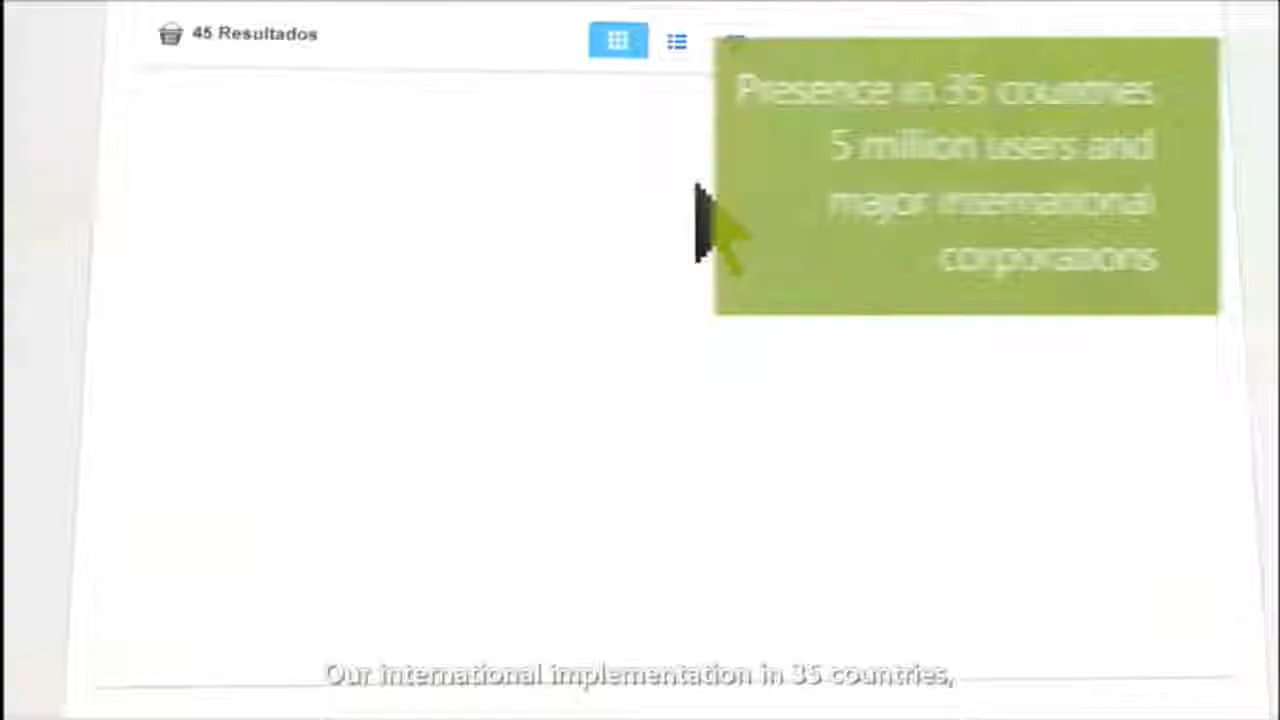 45 Resultados
Presence in 35 countries
5 million users and
major international
corporations
Our international implementation in 35 countries,